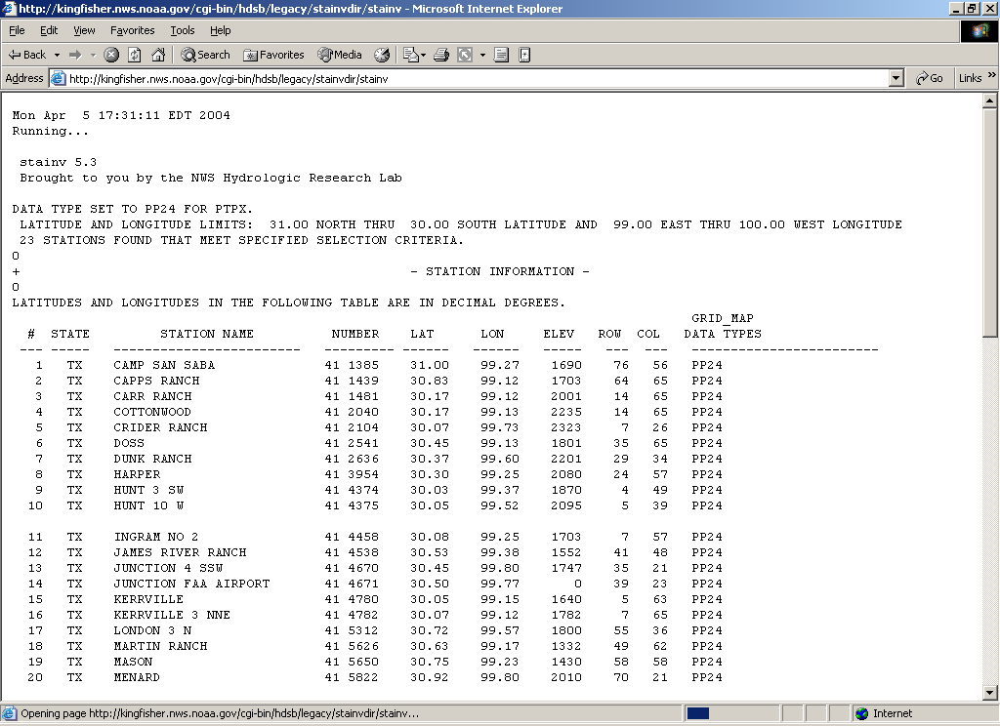 http://kingfisher.nws.noaa.gov/cgi-bin/hdsb/legacy/stainvdir/stainv - Microsoft Internet Explorer
File Edit View Favorites Tools Help
Back Search Favorites Media
Address http://kingfisher.nws.noaa.gov/cgi-bin/hdsb/legacy/stainvdir/stainv Go Links »
Mon Apr  5 17:31:11 EDT 2004
Running...
stainv 5.3
Brought to you by the NWS Hydrologic Research Lab
DATA TYPE SET TO PP24 FOR PTPX.
LATITUDE AND LONGITUDE LIMITS:  31.00 NORTH THRU  30.00 SOUTH LATITUDE AND  99.00 EAST THRU 100.00 WEST LONGITUDE
23 STATIONS FOUND THAT MEET SPECIFIED SELECTION CRITERIA.
0
+ - STATION INFORMATION -
0
LATITUDES AND LONGITUDES IN THE FOLLOWING TABLE ARE IN DECIMAL DEGREES.
GRID_MAP
# STATE STATION NAME NUMBER LAT LON ELEV ROW COL DATA TYPES
--- ----- ------------------------ --------- ------ ------ ----- --- --- ------------------------
1 TX CAMP SAN SABA 41 1385 31.00 99.27 1690 76 56 PP24
2 TX CAPPS RANCH 41 1439 30.83 99.12 1703 64 65 PP24
3 TX CARR RANCH 41 1481 30.17 99.12 2001 14 65 PP24
4 TX COTTONWOOD 41 2040 30.17 99.13 2235 14 65 PP24
5 TX CRIDER RANCH 41 2104 30.07 99.73 2323 7 26 PP24
6 TX DOSS 41 2541 30.45 99.13 1801 35 65 PP24
7 TX DUNK RANCH 41 2636 30.37 99.60 2201 29 34 PP24
8 TX HARPER 41 3954 30.30 99.25 2080 24 57 PP24
9 TX HUNT 3 SW 41 4374 30.03 99.37 1870 4 49 PP24
10 TX HUNT 10 W 41 4375 30.05 99.52 2095 5 39 PP24
11 TX INGRAM NO 2 41 4458 30.08 99.25 1703 7 57 PP24
12 TX JAMES RIVER RANCH 41 4538 30.53 99.38 1552 41 48 PP24
13 TX JUNCTION 4 SSW 41 4670 30.45 99.80 1747 35 21 PP24
14 TX JUNCTION FAA AIRPORT 41 4671 30.50 99.77 0 39 23 PP24
15 TX KERRVILLE 41 4780 30.05 99.15 1640 5 63 PP24
16 TX KERRVILLE 3 NNE 41 4782 30.07 99.12 1782 7 65 PP24
17 TX LONDON 3 N 41 5312 30.72 99.57 1800 55 36 PP24
18 TX MARTIN RANCH 41 5626 30.63 99.17 1332 49 62 PP24
19 TX MASON 41 5650 30.75 99.23 1430 58 58 PP24
20 TX MENARD 41 5822 30.92 99.80 2010 70 21 PP24
Opening page http://kingfisher.nws.noaa.gov/cgi-bin/hdsb/legacy/stainvdir/stainv... Internet